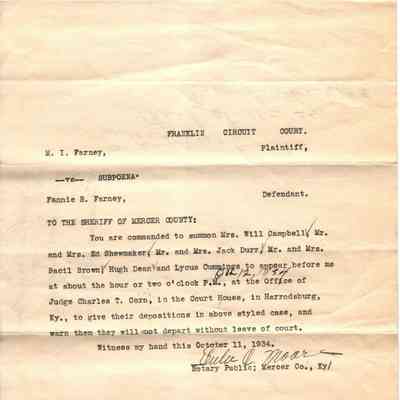 FRANKLIN CIRCUIT COURT.
M. I. Farney, Plaintiff,
--vs-- SUBPOENA"
Fannie B. Farney, Defendant.
TO THE SHERIFF OF MERCER COUNTY:
You are commanded to summon Mrs. Will Campbell, Mr.
and Mrs. Ed Shewmaker, Mr. and Mrs. Jack Durr, Mr. and Mrs.
Bacil Brown, Hugh Dean and Lycus Cummings to appear before me
Oct 12, 1934
at about the hour or two o'clock P.M., at the Office of
Judge Charles T. Corn, in the Court House, in Harrodsburg,
Ky., to give their depositions in above styled case, and
warn them they will not depart without leave of court.
Witness my hand this October 11, 1934.
Moore
Notary Public; Mercer Co., Ky/